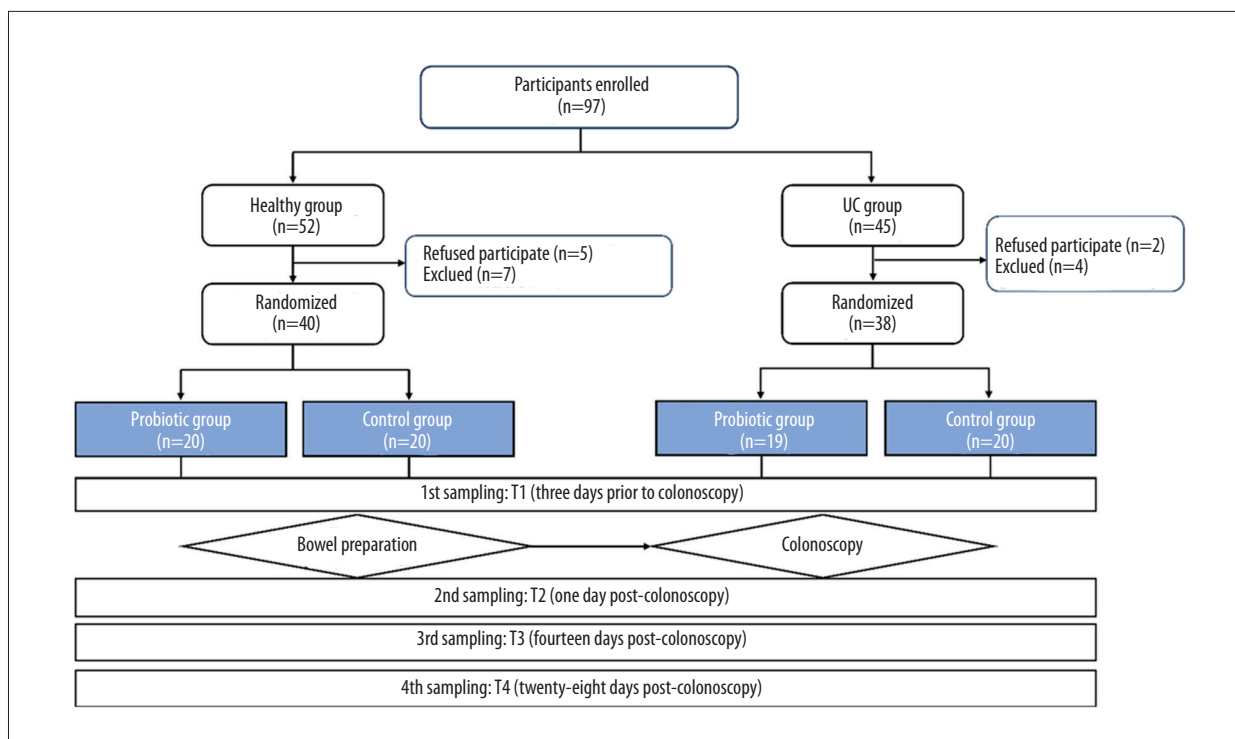 Participants enrolled
(n=97)
Healthy group
(n=52)
UC group
(n=45)
Refused participate (n=5)
Exclued (n=7)
Refused participate (n=2)
Exclued (n=4)
Randomized
(n=40)
Randomized
(n=38)
Probiotic group
(n=20)
Control group
(n=20)
Probiotic group
(n=19)
Control group
(n=20)
1st sampling: T1 (three days prior to colonoscopy)
Bowel preparation
Colonoscopy
2nd sampling: T2 (one day post-colonoscopy)
3rd sampling: T3 (fourteen days post-colonoscopy)
4th sampling: T4 (twenty-eight days post-colonoscopy)